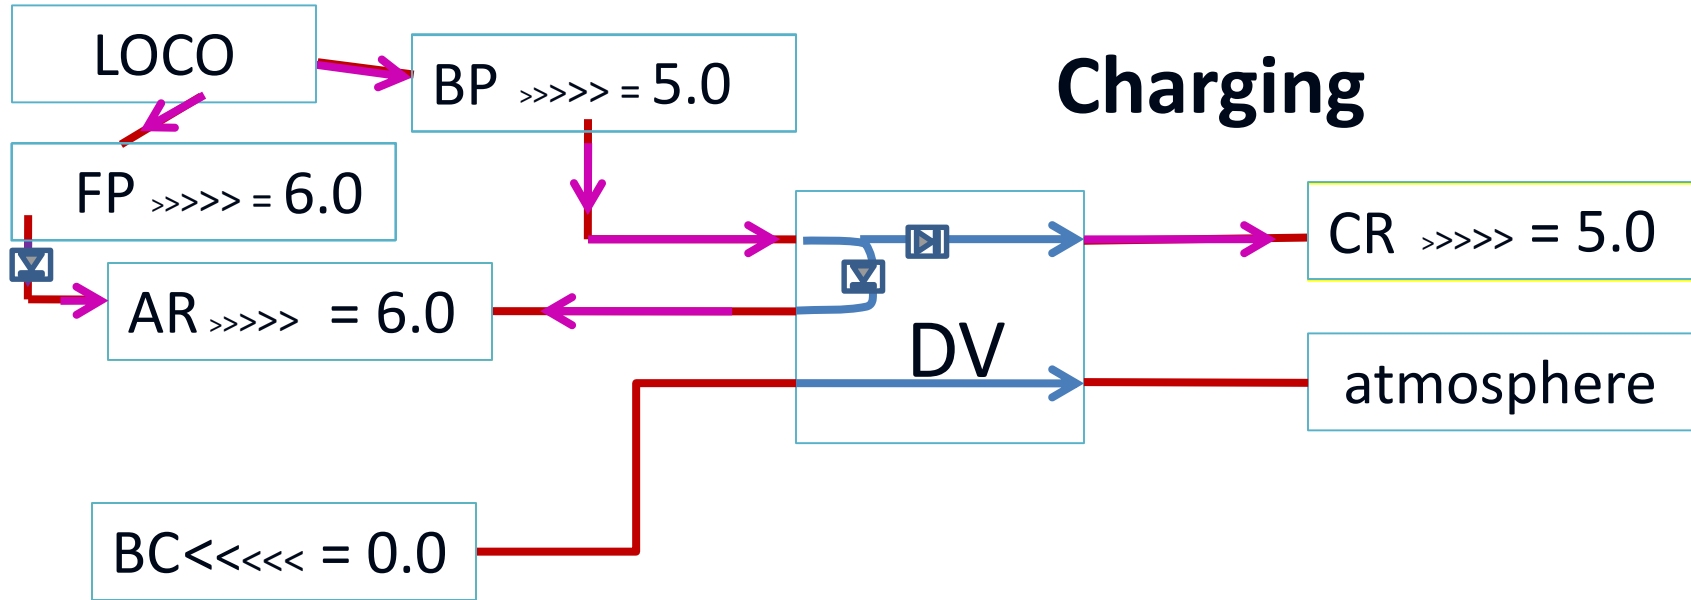 LOCO
BP >>>>>> = 5.0
Charging
FP >>>>>> = 6.0
CR >>>>>> = 5.0
AR >>>>>> = 6.0
DV
atmosphere
BC<<<<<< = 0.0